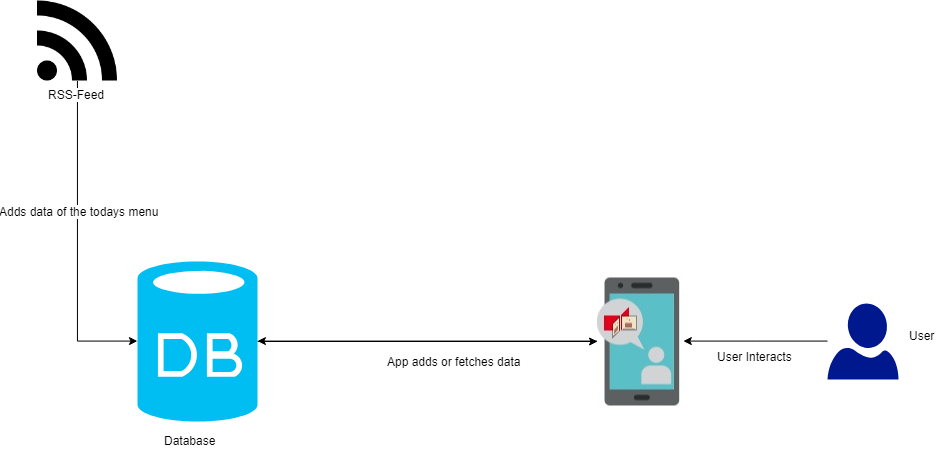 RSS-Feed
Adds data of the todays menu
DB
User
User Interacts
App adds or fetches data
Database